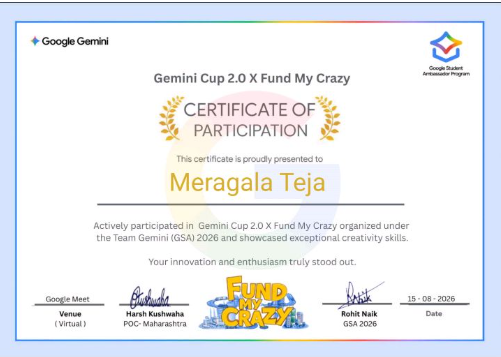 Google Gemini
Google Student
Ambassador Program
Gemini Cup 2.0 X Fund My Crazy
CERTIFICATE OF
PARTICIPATION
This certificate is proudly presented to
Meragala Teja
Actively participated in Gemini Cup 2.0 X Fund My Crazy organized under
the Team Gemini (GSA) 2026 and showcased exceptional creativity skills.
Your innovation and enthusiasm truly stood out.
Google Meet
Venue
( Virtual )
Kushwaha
Harsh Kushwaha
POC- Maharashtra
FUND
MY
CRAZY
Rohit
Rohit Naik
GSA 2026
15 - 08 - 2026
Date